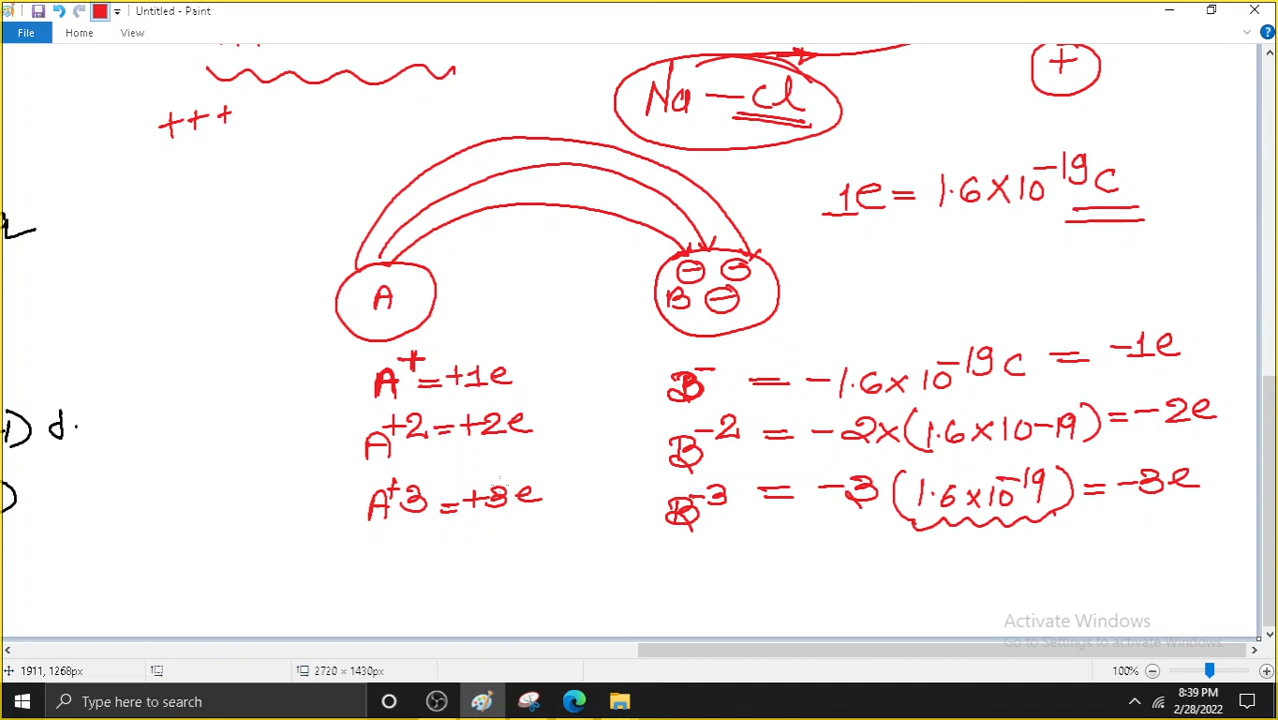 Untitled - Paint
File Home View
+++
Na — Cl
+
1e = 1.6×10⁻¹⁹C
A
B
A⁺ = +1e
B⁻ = -1.6×10⁻¹⁹C = -1e
A⁺² = +2e
B⁻² = -2×(1.6×10-19) = -2e
A⁺³ = +3e
B⁻³ = -3(1.6×10⁻¹⁹) = -3e
d.
Activate Windows
Go to Settings to activate Windows.
1911, 1268px
2720 × 1430px
100%
Type here to search
8:39 PM
2/28/2022